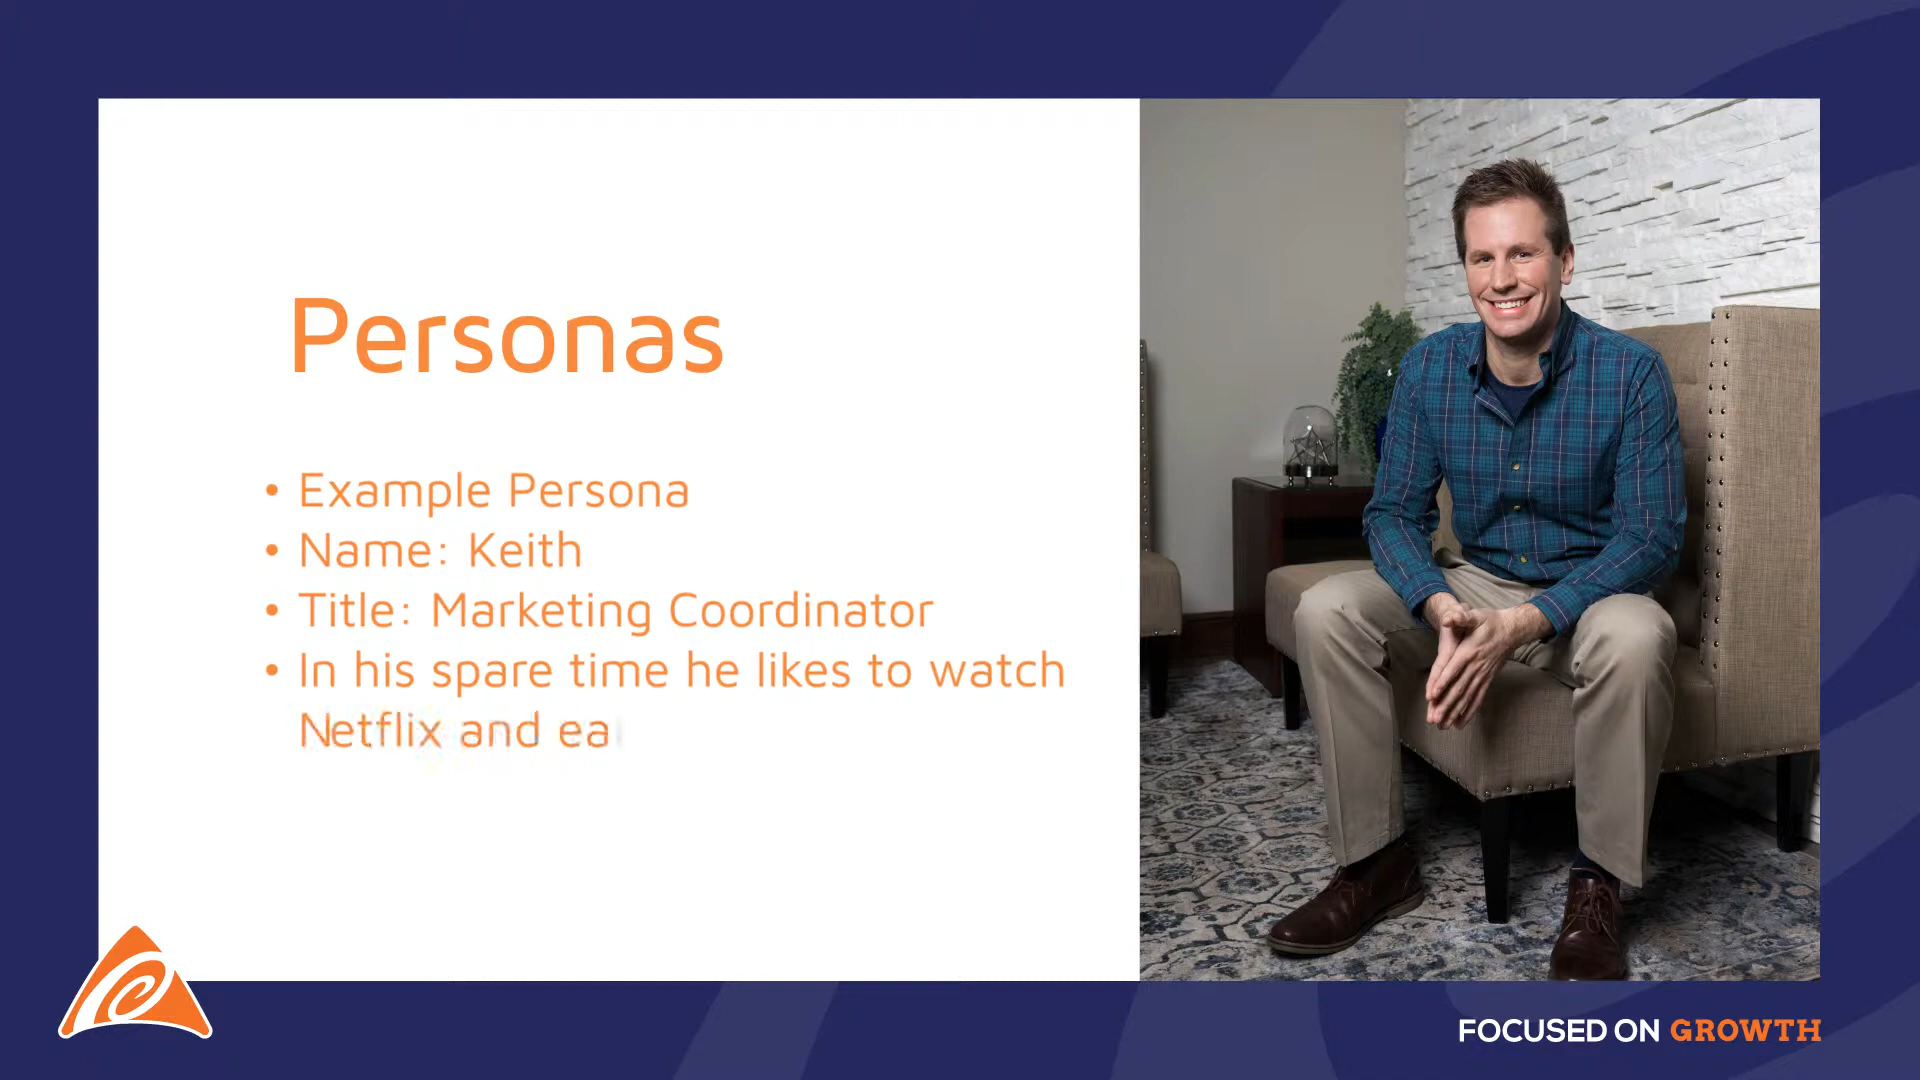 Personas
• Example Persona
• Name: Keith
• Title: Marketing Coordinator
• In his spare time he likes to watch
Netflix and ea
FOCUSED ON GROWTH